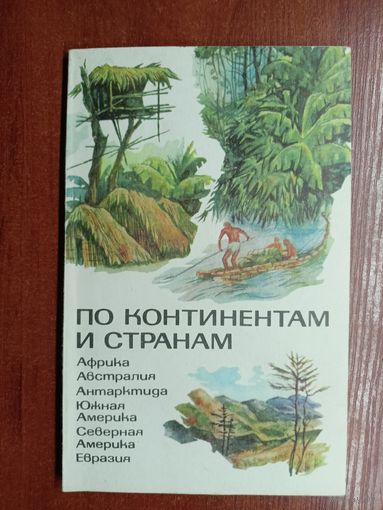 ПО КОНТИНЕНТАМ
И СТРАНАМ
Африка
Австралия
Антарктида
Южная
Америка
Северная
Америка
Евразия